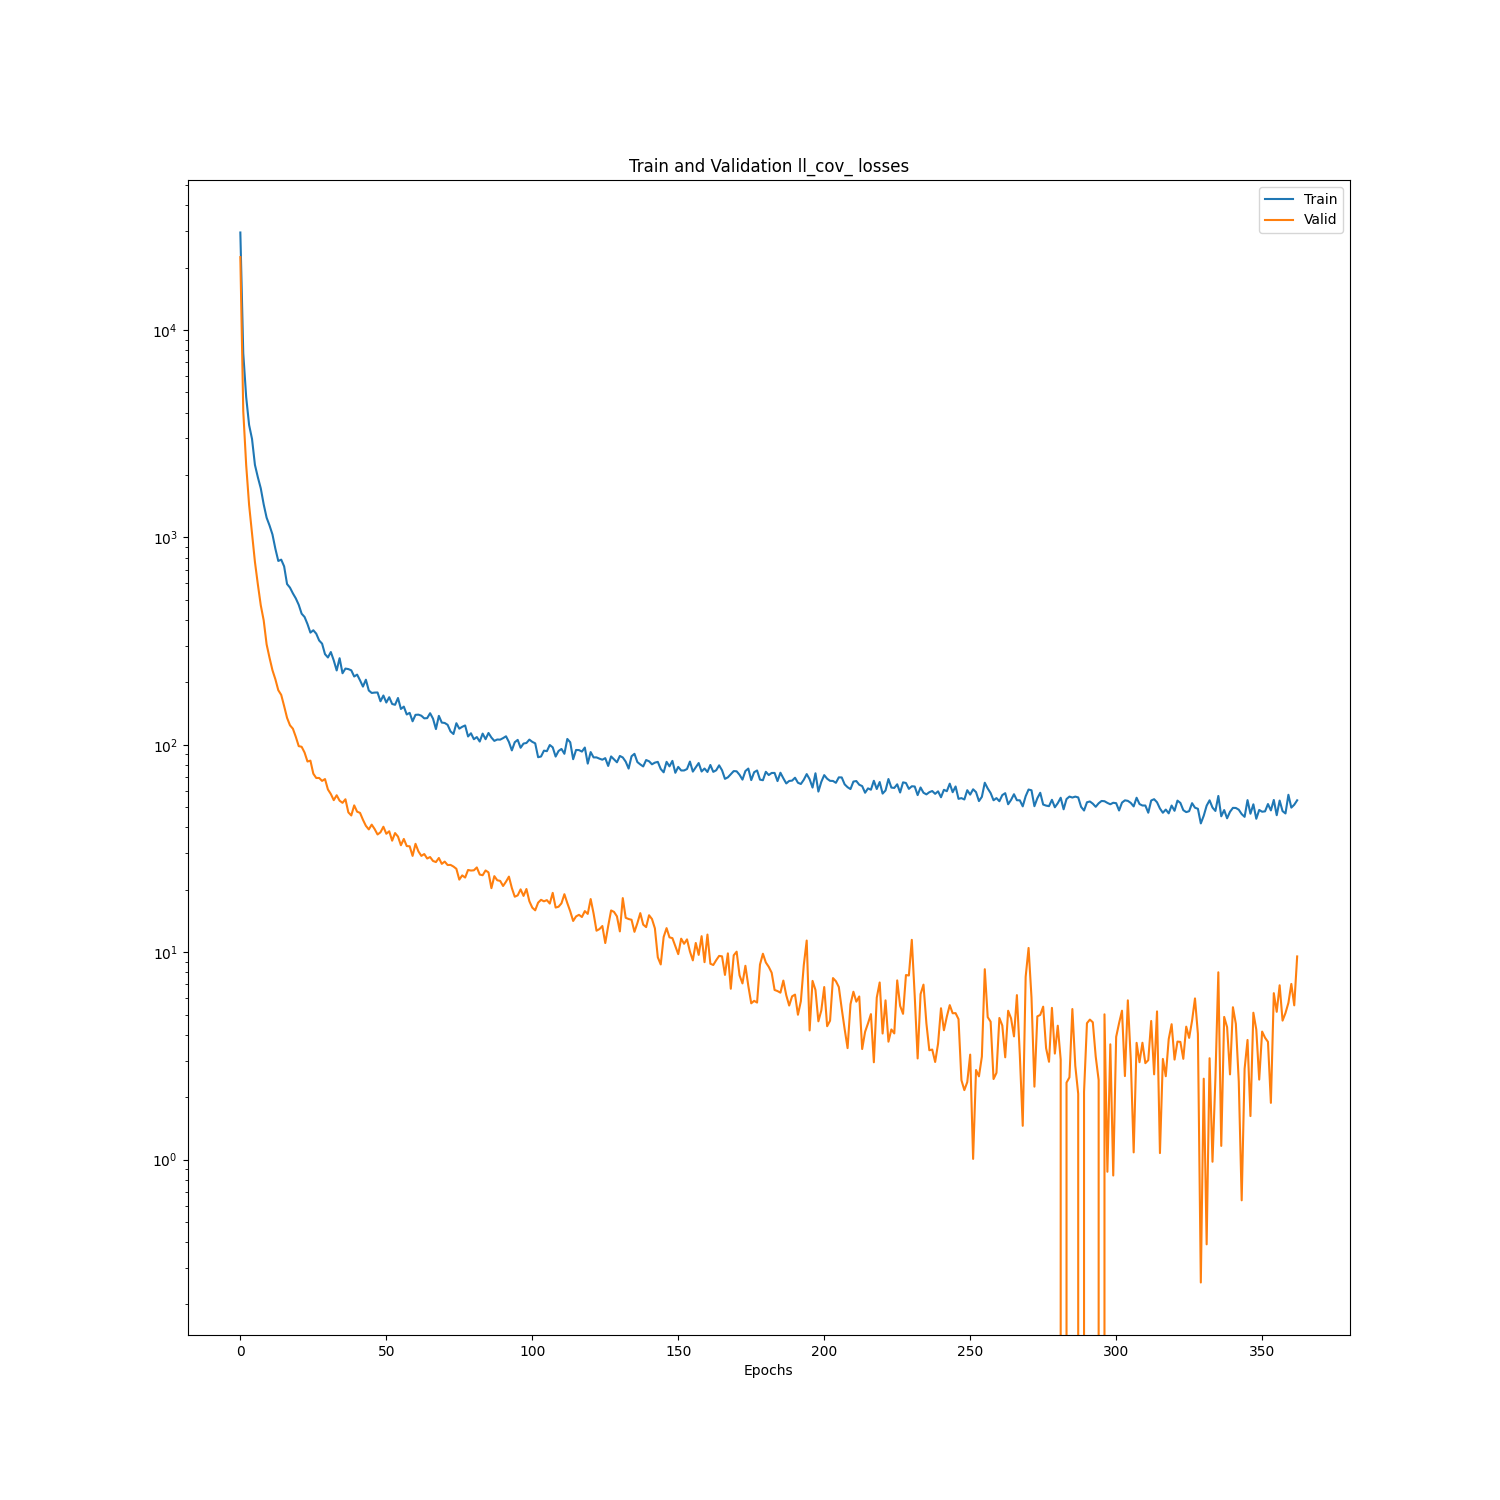 Train and Validation ll_cov_ losses
Train
Valid
10⁴
10³
10²
10¹
10⁰
0 50 100 150 200 250 300 350
Epochs